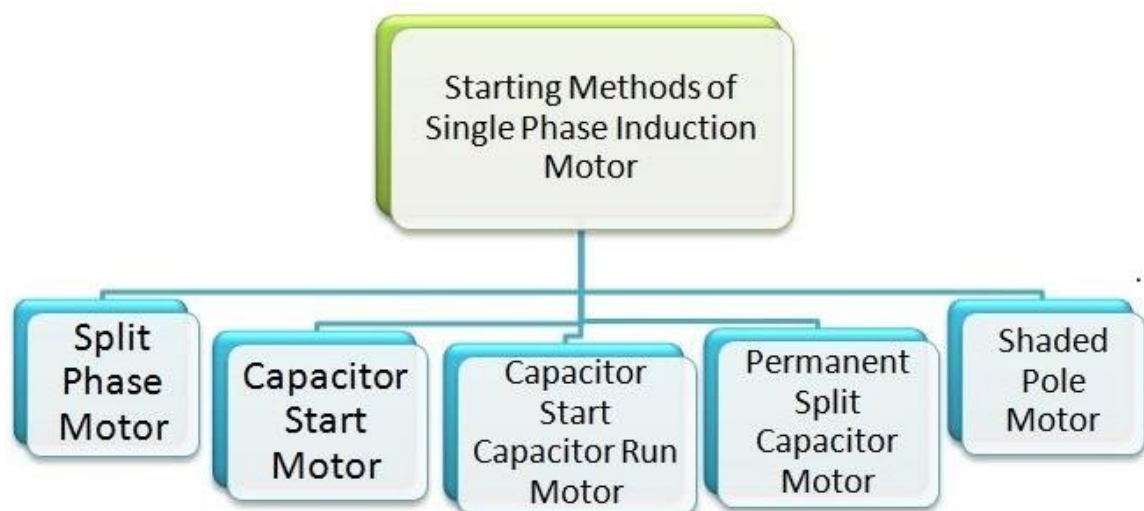 Starting Methods of
Single Phase Induction
Motor
Split
Phase
Motor
Capacitor
Start
Motor
Capacitor
Start
Capacitor Run
Motor
Permanent
Split
Capacitor
Motor
Shaded
Pole
Motor
.